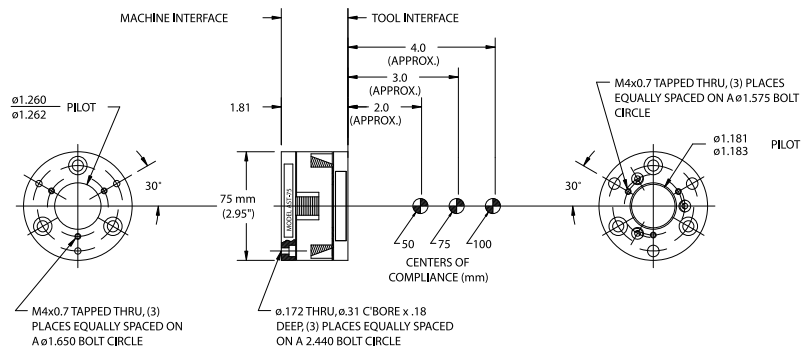 MACHINE INTERFACE
TOOL INTERFACE
4.0
(APPROX.)
3.0
(APPROX.)
1.81
2.0
(APPROX.)
ø1.260
ø1.262
PILOT
M4x0.7 TAPPED THRU, (3) PLACES
EQUALLY SPACED ON A ø1.575 BOLT
CIRCLE
ø1.181
ø1.183
PILOT
30°
75 mm
(2.95")
MODEL AST-75
30°
50
75
100
CENTERS OF
COMPLIANCE (mm)
M4x0.7 TAPPED THRU, (3)
PLACES EQUALLY SPACED ON
A ø1.650 BOLT CIRCLE
ø.172 THRU, ø.31 C'BORE x .18
DEEP, (3) PLACES EQUALLY SPACED
ON A 2.440 BOLT CIRCLE